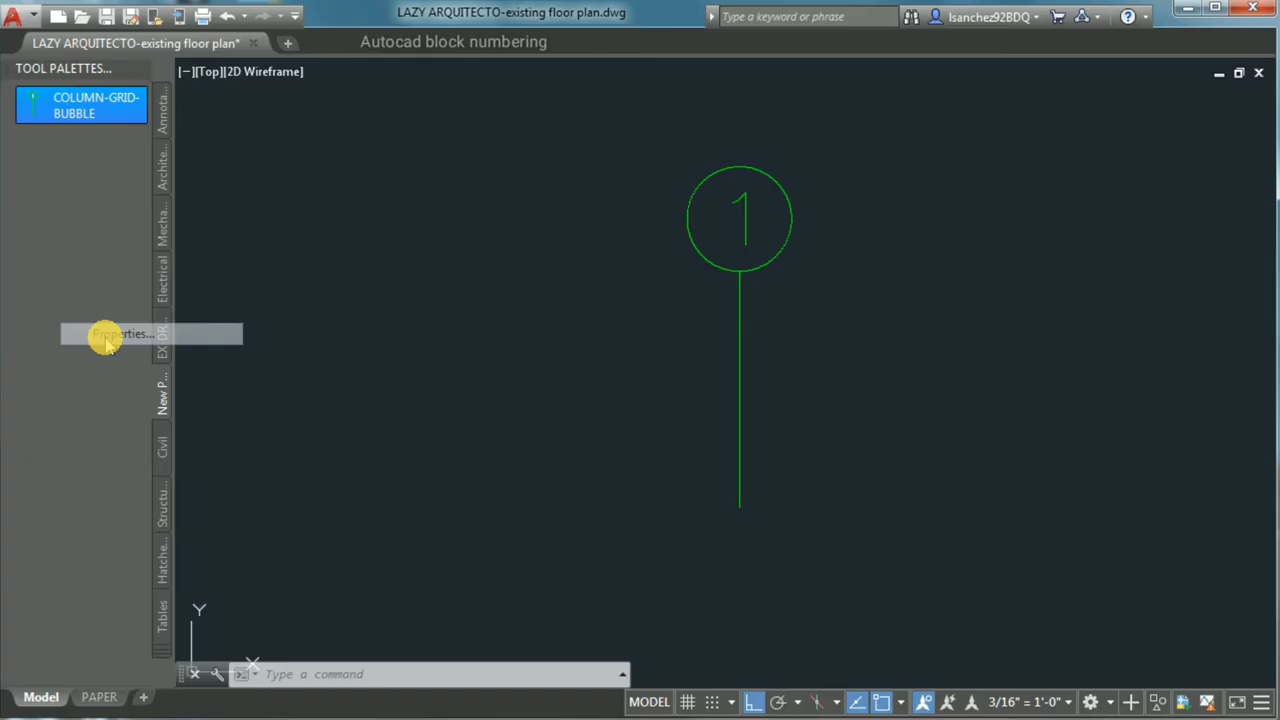 LAZY ARQUITECTO-existing floor plan.dwg
Type a keyword or phrase
lsanchez92BDQ
LAZY ARQUITECTO-existing floor plan*
Autocad block numbering
TOOL PALETTES...
[−][Top][2D Wireframe]
COLUMN-GRID-
BUBBLE
Annota...
Archite...
Mecha...
Electrical
EX-DR...
New P...
Civil
Structu...
Hatche...
Tables
1
Properties...
Y
X
Type a command
Model
PAPER
MODEL
3/16" = 1'-0"